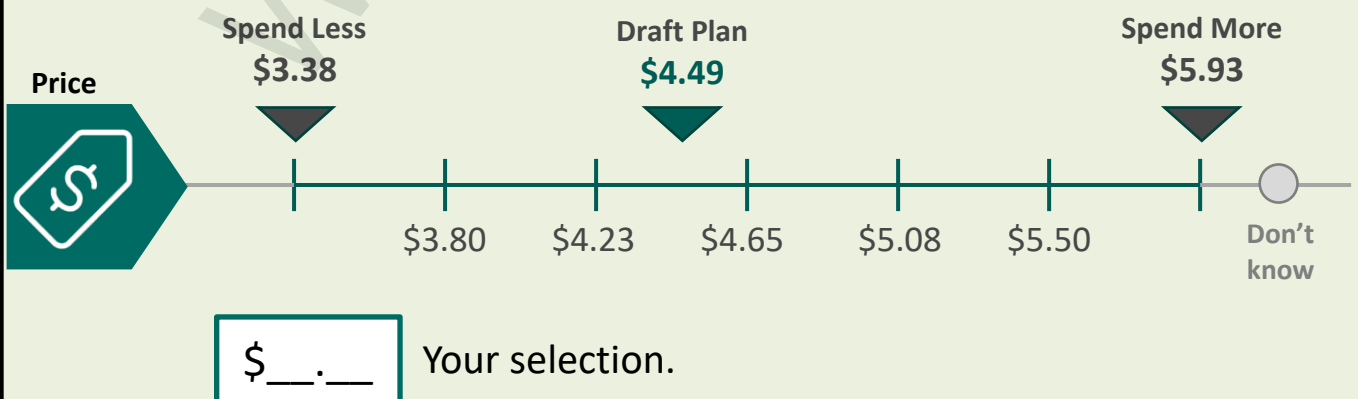 Spend Less
$3.38
Draft Plan
$4.49
Spend More
$5.93
Price
$
$3.80 $4.23 $4.65 $5.08 $5.50
Don't
know
$__.__ Your selection.